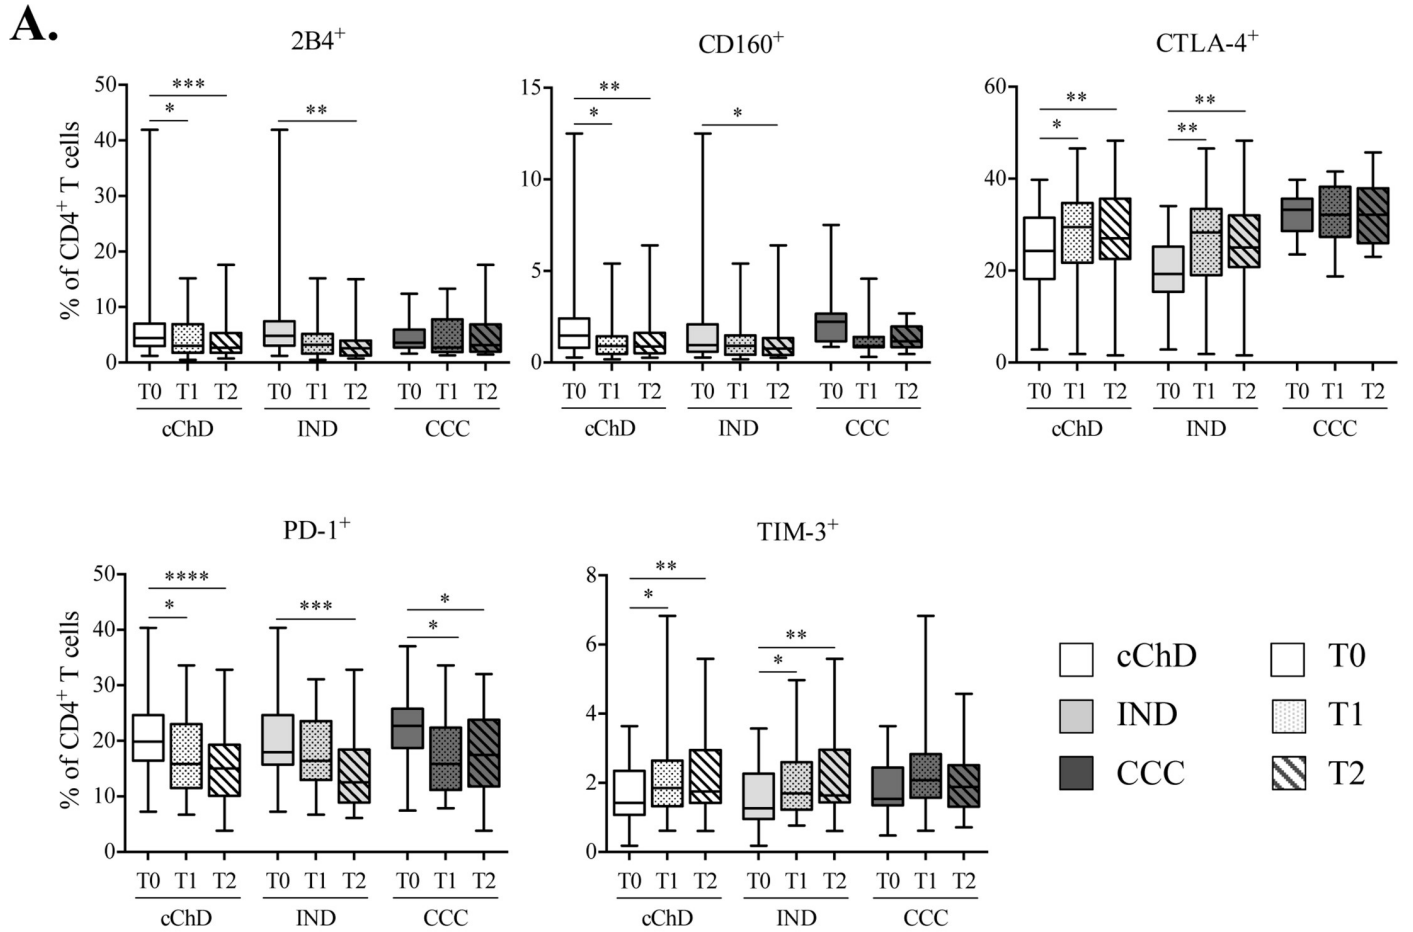 A.
2B4+ CD160+ CTLA-4+
% of CD4+ T cells
50
40
30
20
10
0
*** * **
T0 T1 T2 T0 T1 T2 T0 T1 T2
cChD IND CCC
15
10
5
0
** * *
T0 T1 T2 T0 T1 T2 T0 T1 T2
cChD IND CCC
60
40
20
0
** * ** **
T0 T1 T2 T0 T1 T2 T0 T1 T2
cChD IND CCC
PD-1+ TIM-3+
% of CD4+ T cells
50
40
30
20
10
0
**** * *** * *
T0 T1 T2 T0 T1 T2 T0 T1 T2
cChD IND CCC
8
6
4
2
0
** * ** *
T0 T1 T2 T0 T1 T2 T0 T1 T2
cChD IND CCC
cChD T0
IND T1
CCC T2